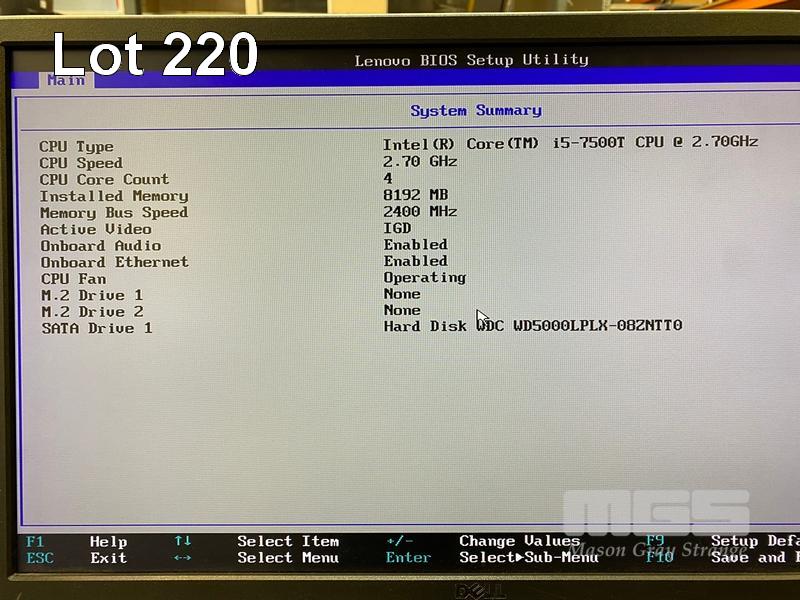 Lot 220
Lenovo BIOS Setup Utility
Main
System Summary
CPU Type Intel(R) Core(TM) i5-7500T CPU @ 2.70GHz
CPU Speed 2.70 GHz
CPU Core Count 4
Installed Memory 8192 MB
Memory Bus Speed 2400 MHz
Active Video IGD
Onboard Audio Enabled
Onboard Ethernet Enabled
CPU Fan Operating
M.2 Drive 1 None
M.2 Drive 2 None
SATA Drive 1 Hard Disk WDC WD5000LPLX-08ZNTT0
MGS
Mason Gray Strange
F1 Help ↑↓ Select Item +/- Change Values F9 Setup Defa
ESC Exit ←→ Select Menu Enter Select▶Sub-Menu F10 Save and E
DELL